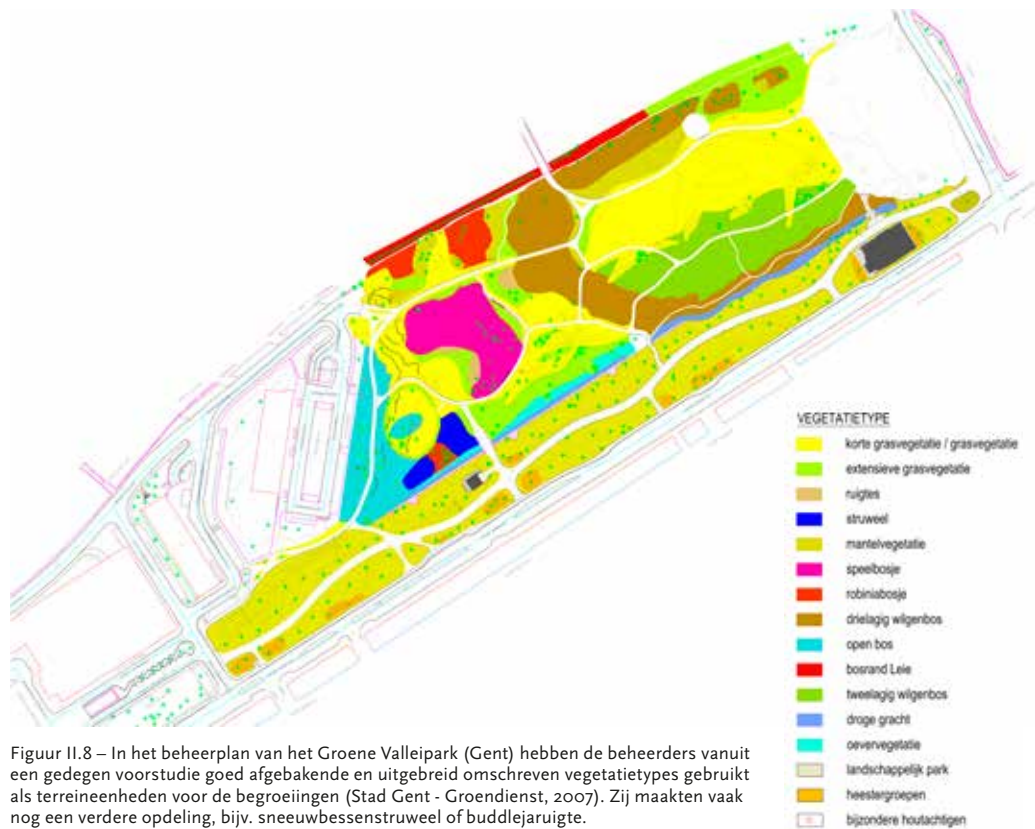 VEGETATIETYPE
korte grasvegetatie / grasvegetatie
extensieve grasvegetatie
ruigtes
struweel
mantelvegetatie
speelbosje
robiniabosje
drielagig wilgenbos
open bos
bosrand Leie
tweelagig wilgenbos
droge gracht
oevervegetatie
landschappelijk park
heestergroepen
bijzondere houtachtigen
Figuur II.8 – In het beheerplan van het Groene Valleipark (Gent) hebben de beheerders vanuit
een gedegen voorstudie goed afgebakende en uitgebreid omschreven vegetatietypes gebruikt
als terreineenheden voor de begroeiingen (Stad Gent - Groendienst, 2007). Zij maakten vaak
nog een verdere opdeling, bijv. sneeuwbessenstruweel of buddlejaruigte.